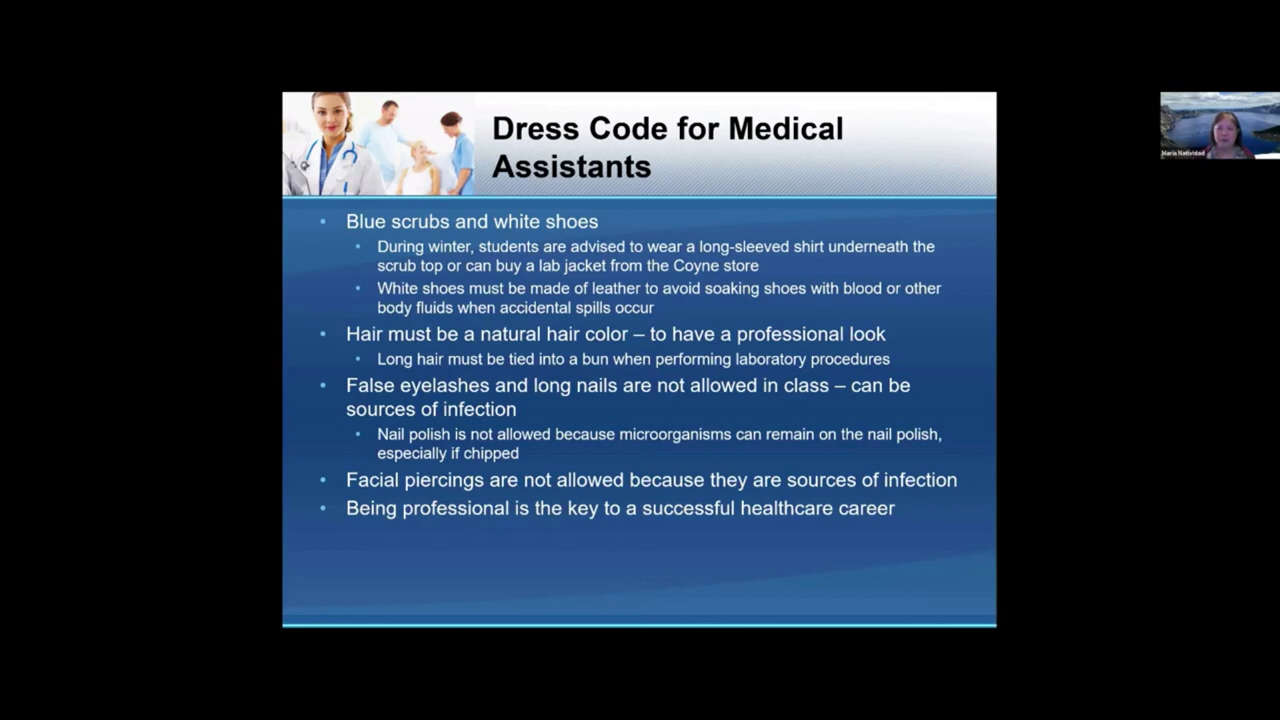 Dress Code for Medical
Assistants
• Blue scrubs and white shoes
• During winter, students are advised to wear a long-sleeved shirt underneath the
scrub top or can buy a lab jacket from the Coyne store
• White shoes must be made of leather to avoid soaking shoes with blood or other
body fluids when accidental spills occur
• Hair must be a natural hair color – to have a professional look
• Long hair must be tied into a bun when performing laboratory procedures
• False eyelashes and long nails are not allowed in class – can be
sources of infection
• Nail polish is not allowed because microorganisms can remain on the nail polish,
especially if chipped
• Facial piercings are not allowed because they are sources of infection
• Being professional is the key to a successful healthcare career
Maria Natividad